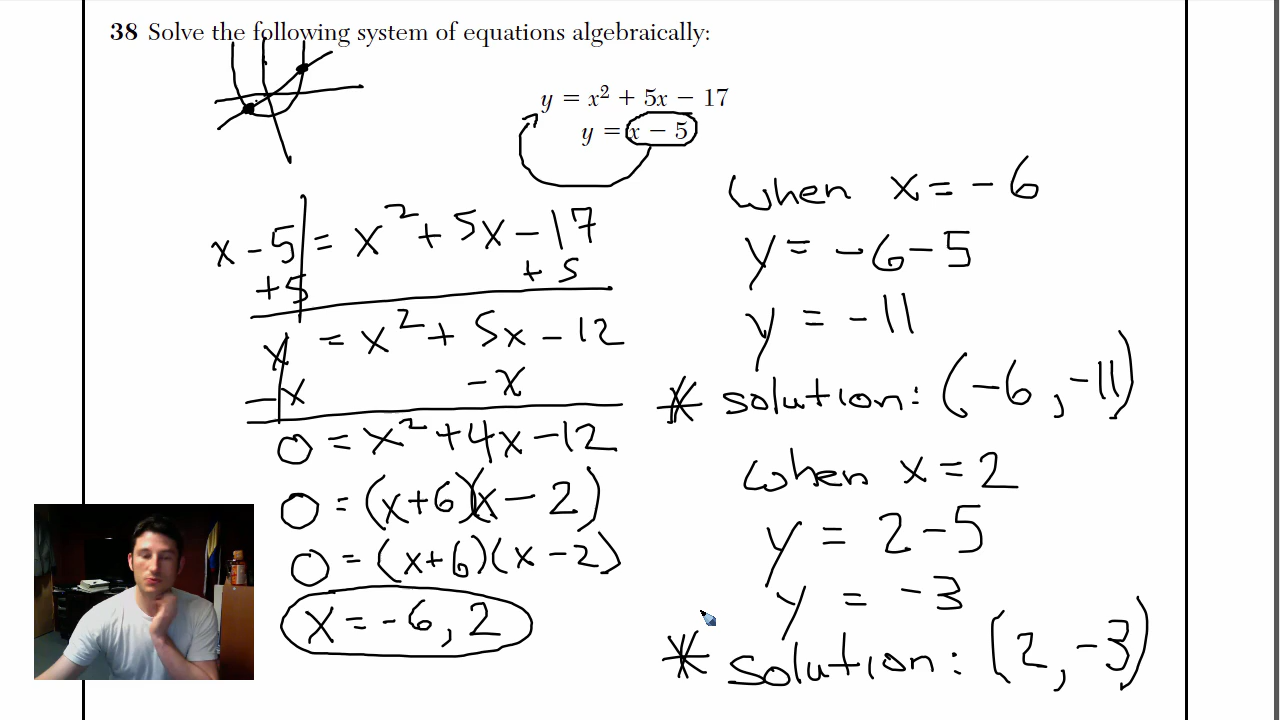 38 Solve the following system of equations algebraically:
y = x² + 5x − 17
y = x − 5
x - 5 = x² + 5x - 17
+5 + 5
x = x² + 5x - 12
-x - x
0 = x² + 4x - 12
0 = (x+6)(x - 2)
0 = (x+6)(x - 2)
x = -6, 2
when x = -6
y = -6 - 5
y = -11
* solution: (-6, -11)
when x = 2
y = 2 - 5
y = -3
* solution: (2, -3)